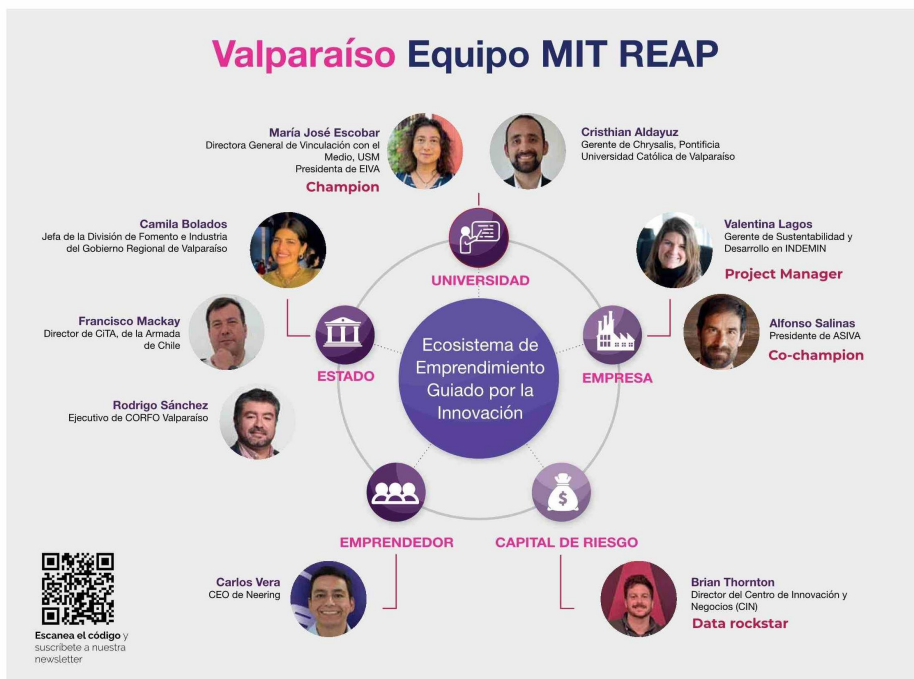 Valparaíso Equipo MIT REAP
María José Escobar
Directora General de Vinculación con el
Medio, USM
Presidenta de EIVA
Champion
Cristhian Aldayuz
Gerente de Chrysalis, Pontificia
Universidad Católica de Valparaíso
Camila Bolados
Jefa de la División de Fomento e Industria
del Gobierno Regional de Valparaíso
Valentina Lagos
Gerente de Sustentabilidad y
Desarrollo en INDEMIN
Project Manager
UNIVERSIDAD
Francisco Mackay
Director de CiTA, de la Armada
de Chile
Alfonso Salinas
Presidente de ASIVA
Co-champion
ESTADO
Ecosistema de
Emprendimiento
Guiado por la
Innovación
EMPRESA
Rodrigo Sánchez
Ejecutivo de CORFO Valparaíso
$
EMPRENDEDOR
CAPITAL DE RIESGO
Carlos Vera
CEO de Neering
Brian Thornton
Director del Centro de Innovación y
Negocios (CIN)
Data rockstar
Escanea el código y
suscríbete a nuestra
newsletter